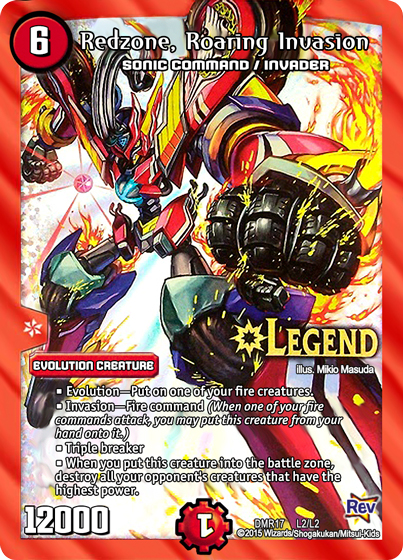 6
Redzone, Roaring Invasion
SONIC COMMAND / INVADER
LEGEND
illus. Mikio Masuda
EVOLUTION CREATURE
▪ Evolution—Put on one of your fire creatures.
▪ Invasion—Fire command (When one of your fire
commands attack, you may put this creature from your
hand onto it.)
▪ Triple breaker
▪ When you put this creature into the battle zone,
destroy all your opponent's creatures that have the
highest power.
Rev
12000
1
DMR17 L2/L2
©2015 Wizards/Shogakukan/Mitsui-Kids